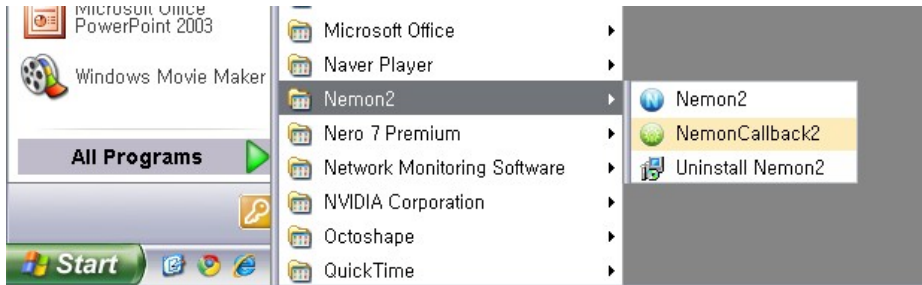 Microsoft Office
PowerPoint 2003
Windows Movie Maker
All Programs
Start
Microsoft Office
Naver Player
Nemon2
Nero 7 Premium
Network Monitoring Software
NVIDIA Corporation
Octoshape
QuickTime
Nemon2
NemonCallback2
Uninstall Nemon2